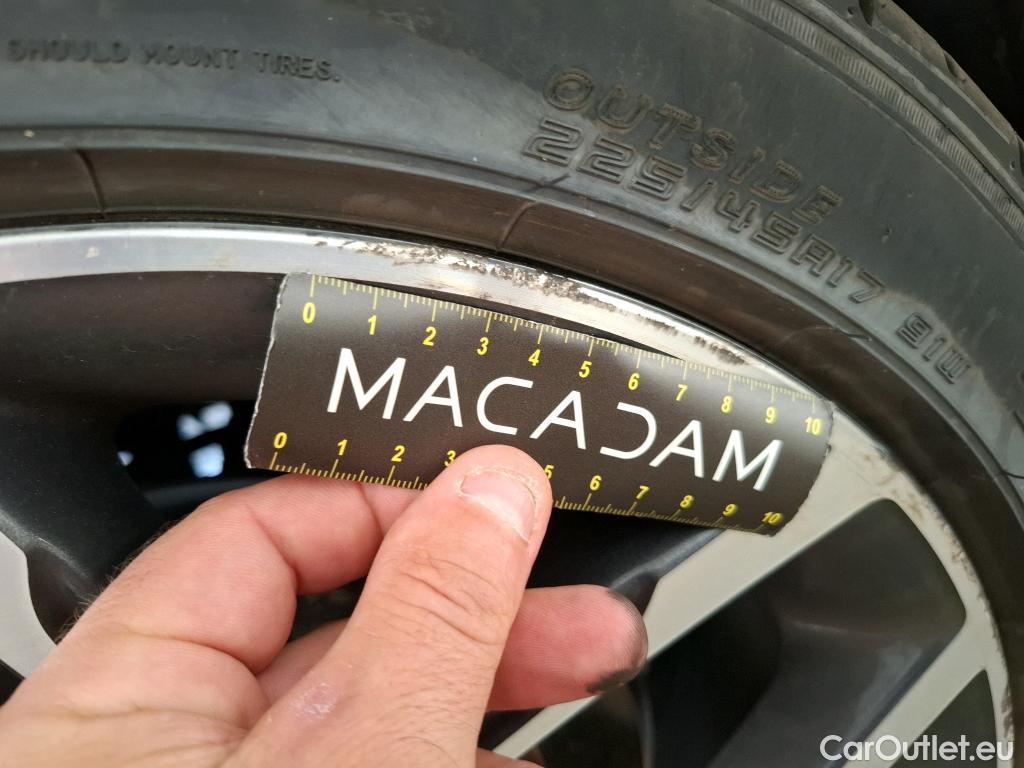 SHOULD MOUNT TIRES.
OUTSIDE
225/45R17 91W
0 1 2 3 4 5 6 7 8 9 10
MACADAM
0 1 2 3 5 6 7 8 9 10
CarOutlet.eu